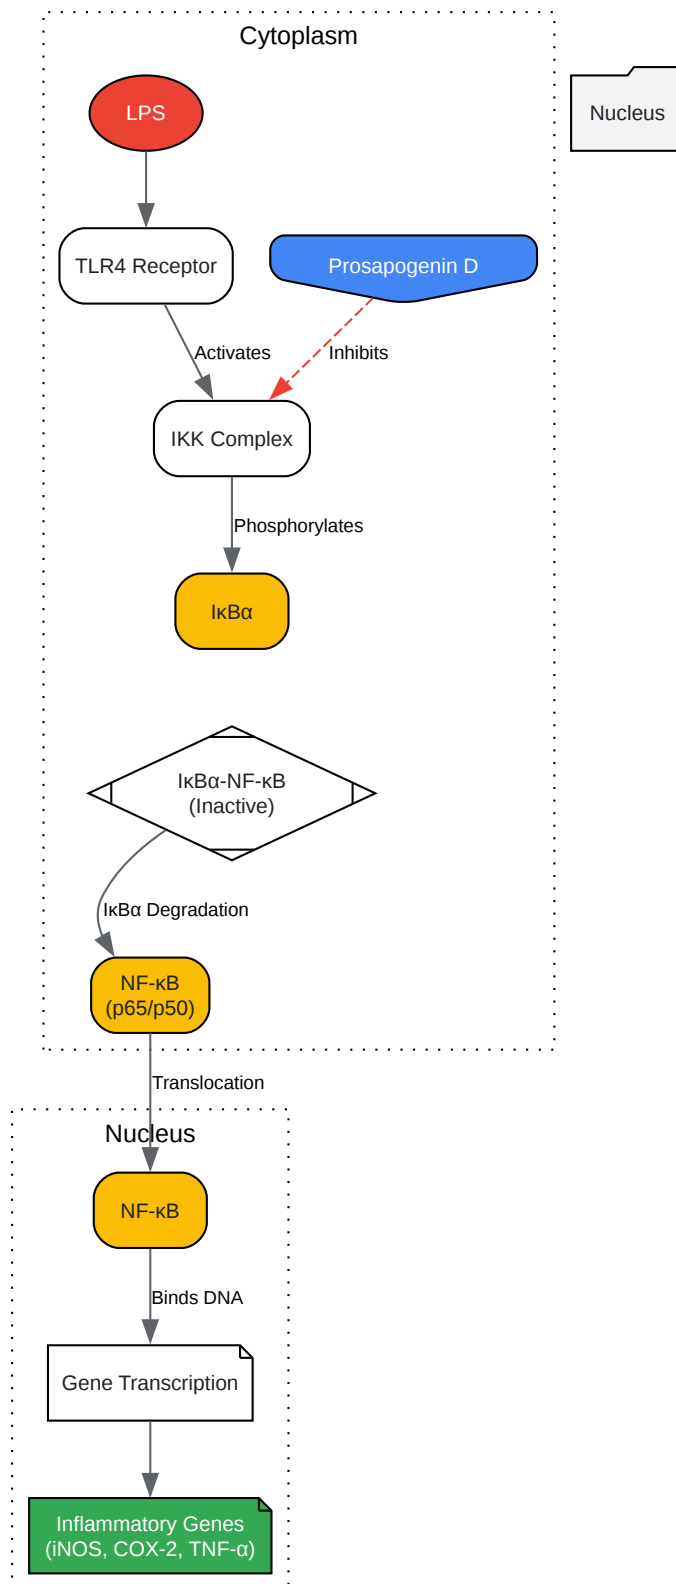 Cytoplasm
LPS
Nucleus
TLR4 Receptor
Prosapogenin D
Activates
Inhibits
IKK Complex
Phosphorylates
IκBα
IκBα-NF-κB
(Inactive)
IκBα Degradation
NF-κB
(p65/p50)
Translocation
Nucleus
NF-κB
Binds DNA
Gene Transcription
Inflammatory Genes
(iNOS, COX-2, TNF-α)